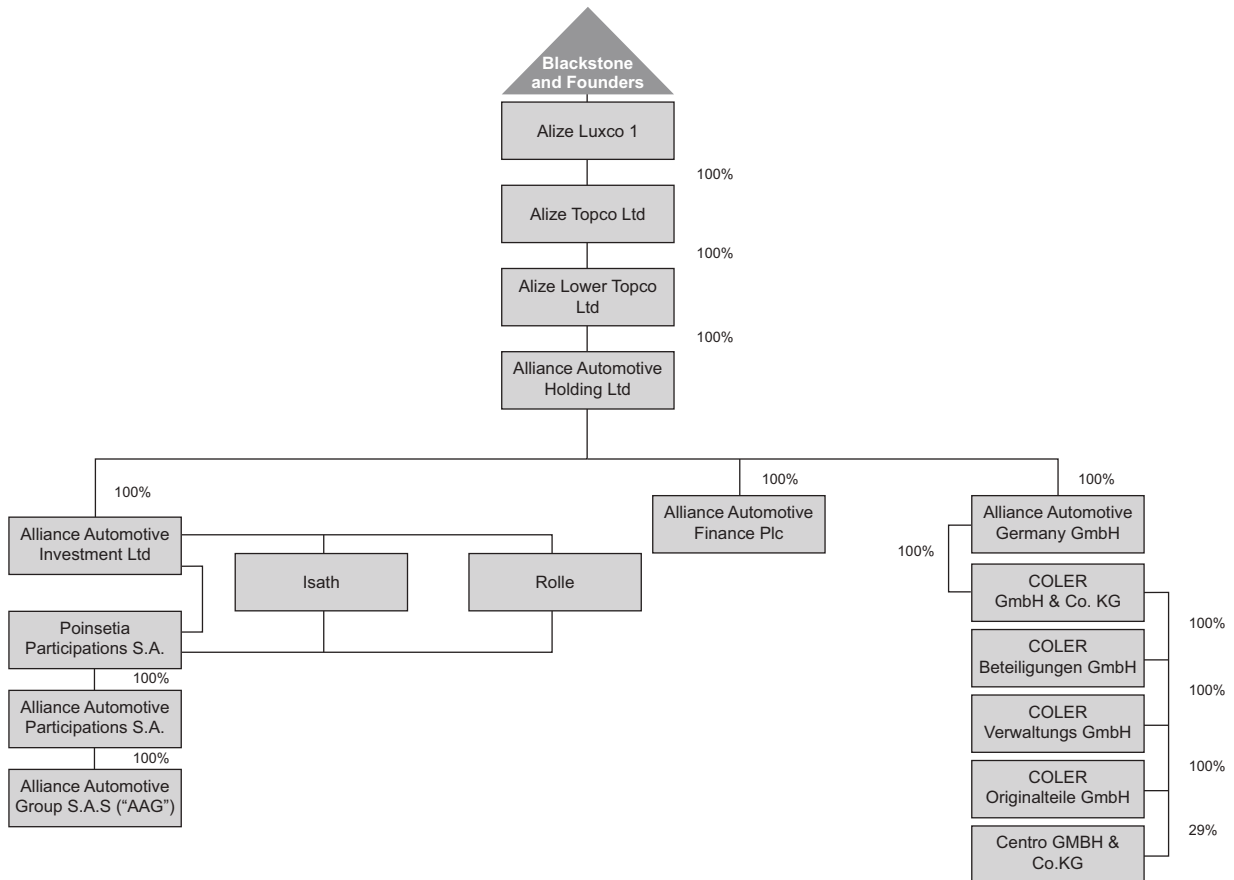 Blackstone
and Founders
Alize Luxco 1
100%
Alize Topco Ltd
100%
Alize Lower Topco
Ltd
100%
Alliance Automotive
Holding Ltd
100%
Alliance Automotive
Investment Ltd
Isath
Rolle
Poinsetia
Participations S.A.
100%
Alliance Automotive
Participations S.A.
100%
Alliance Automotive
Group S.A.S (“AAG”)
100%
Alliance Automotive
Finance Plc
100%
Alliance Automotive
Germany GmbH
100%
COLER
GmbH & Co. KG
100%
COLER
Beteiligungen GmbH
100%
COLER
Verwaltungs GmbH
100%
COLER
Originalteile GmbH
29%
Centro GMBH &
Co.KG